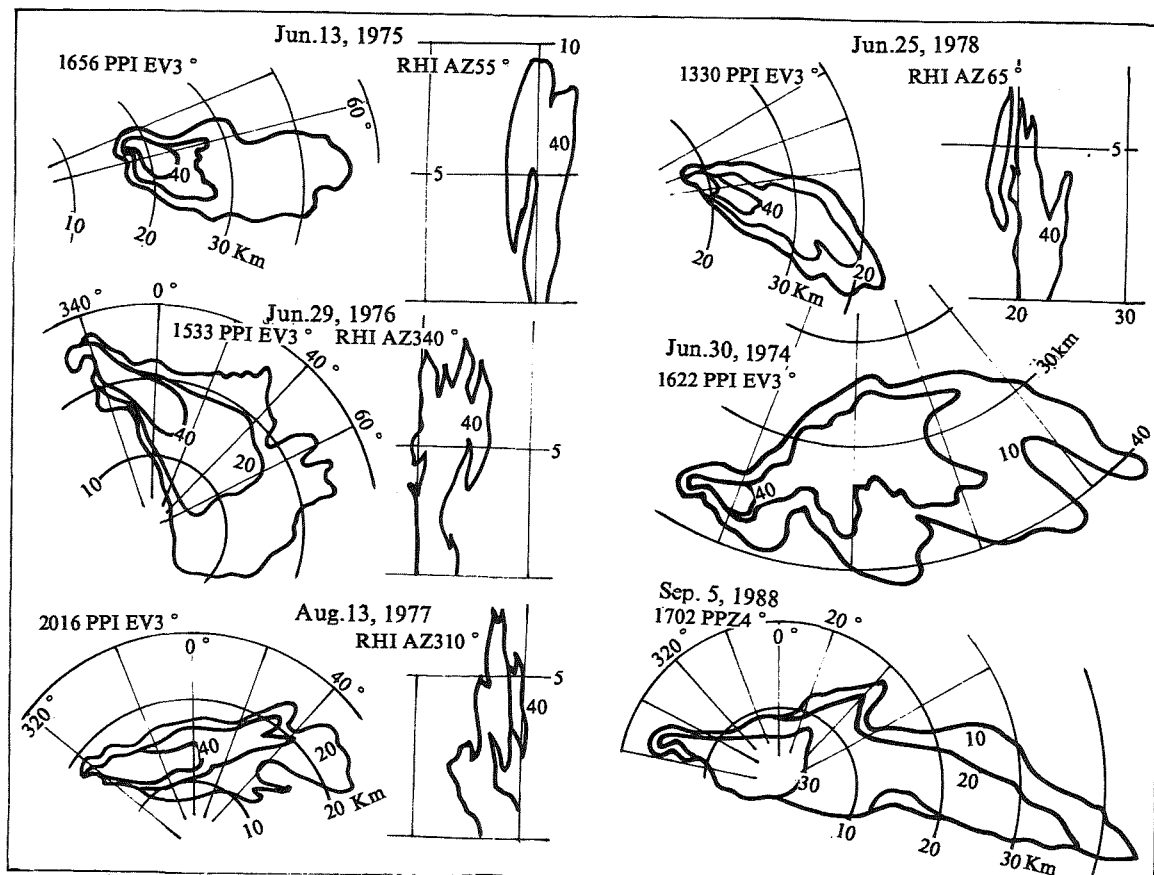 Jun.13, 1975
1656 PPI EV3 °
RHI AZ55 °
10
60 °
40
40
5
10
20
30 Km
Jun.25, 1978
1330 PPI EV3 °
RHI AZ65 °
5
40
40
20
20
30 Km
20
30
Jun.29, 1976
340 °
0 °
1533 PPI EV3 °
RHI AZ340 °
40 °
60 °
40
40
5
20
10
Jun.30, 1974
1622 PPI EV3 °
30 km
10
40
40
Aug.13, 1977
2016 PPI EV3 °
RHI AZ310 °
0 °
40 °
320 °
5
40
40
20
20 Km
10
Sep. 5, 1988
1702 PPZ4 °
20 °
0 °
320 °
10
30
20
10
20
30 Km